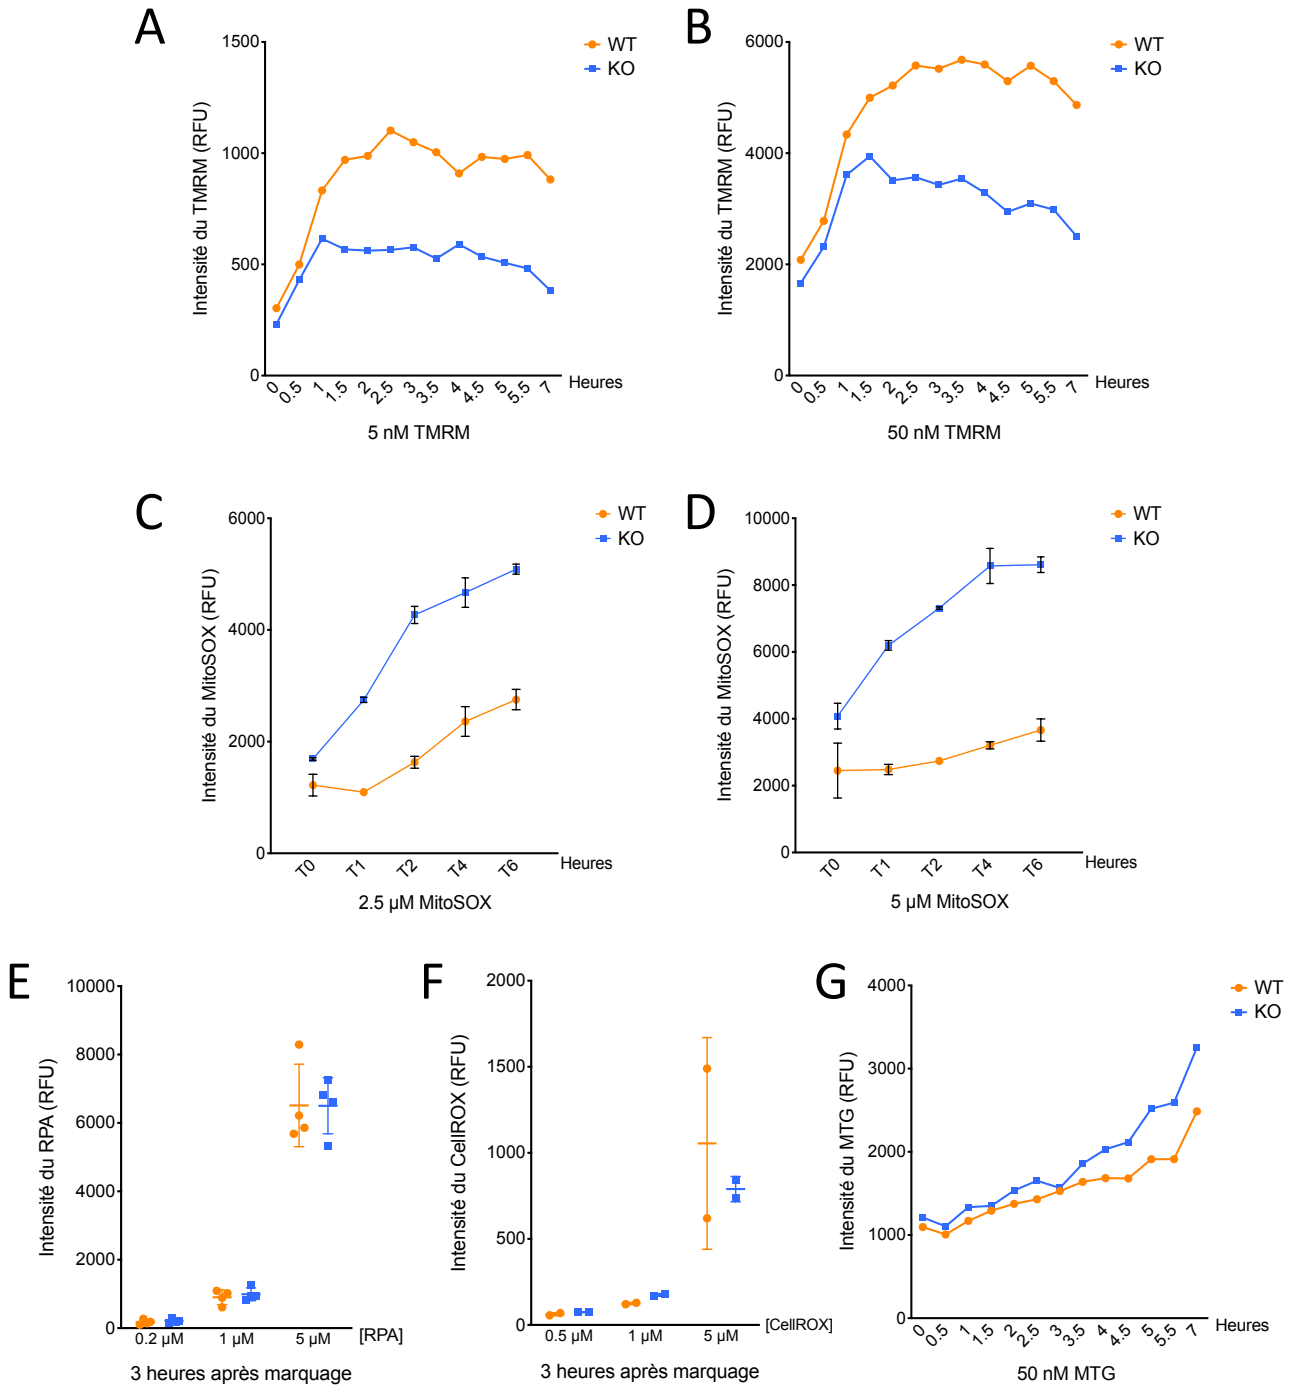 A
1500
1000
500
0
Intensité du TMRM (RFU)
WT
KO
0 0.5 1 1.5 2 2.5 3 3.5 4 4.5 5 5.5 7 Heures
5 nM TMRM
B
6000
4000
2000
0
Intensité du TMRM (RFU)
WT
KO
0 0.5 1 1.5 2 2.5 3 3.5 4 4.5 5 5.5 7 Heures
50 nM TMRM
C
6000
4000
2000
0
Intensité du MitoSOX (RFU)
WT
KO
T0 T1 T2 T4 T6 Heures
2.5 µM MitoSOX
D
10000
8000
6000
4000
2000
0
Intensité du MitoSOX (RFU)
WT
KO
T0 T1 T2 T4 T6 Heures
5 µM MitoSOX
E
10000
8000
6000
4000
2000
0
Intensité du RPA (RFU)
0.2 µM 1 µM 5 µM [RPA]
3 heures après marquage
F
2000
1500
1000
500
0
Intensité du CellROX (RFU)
0.5 µM 1 µM 5 µM [CellROX]
3 heures après marquage
G
4000
3000
2000
1000
0
Intensité du MTG (RFU)
WT
KO
0 0.5 1 1.5 2 2.5 3 3.5 4 4.5 5 5.5 7 Heures
50 nM MTG